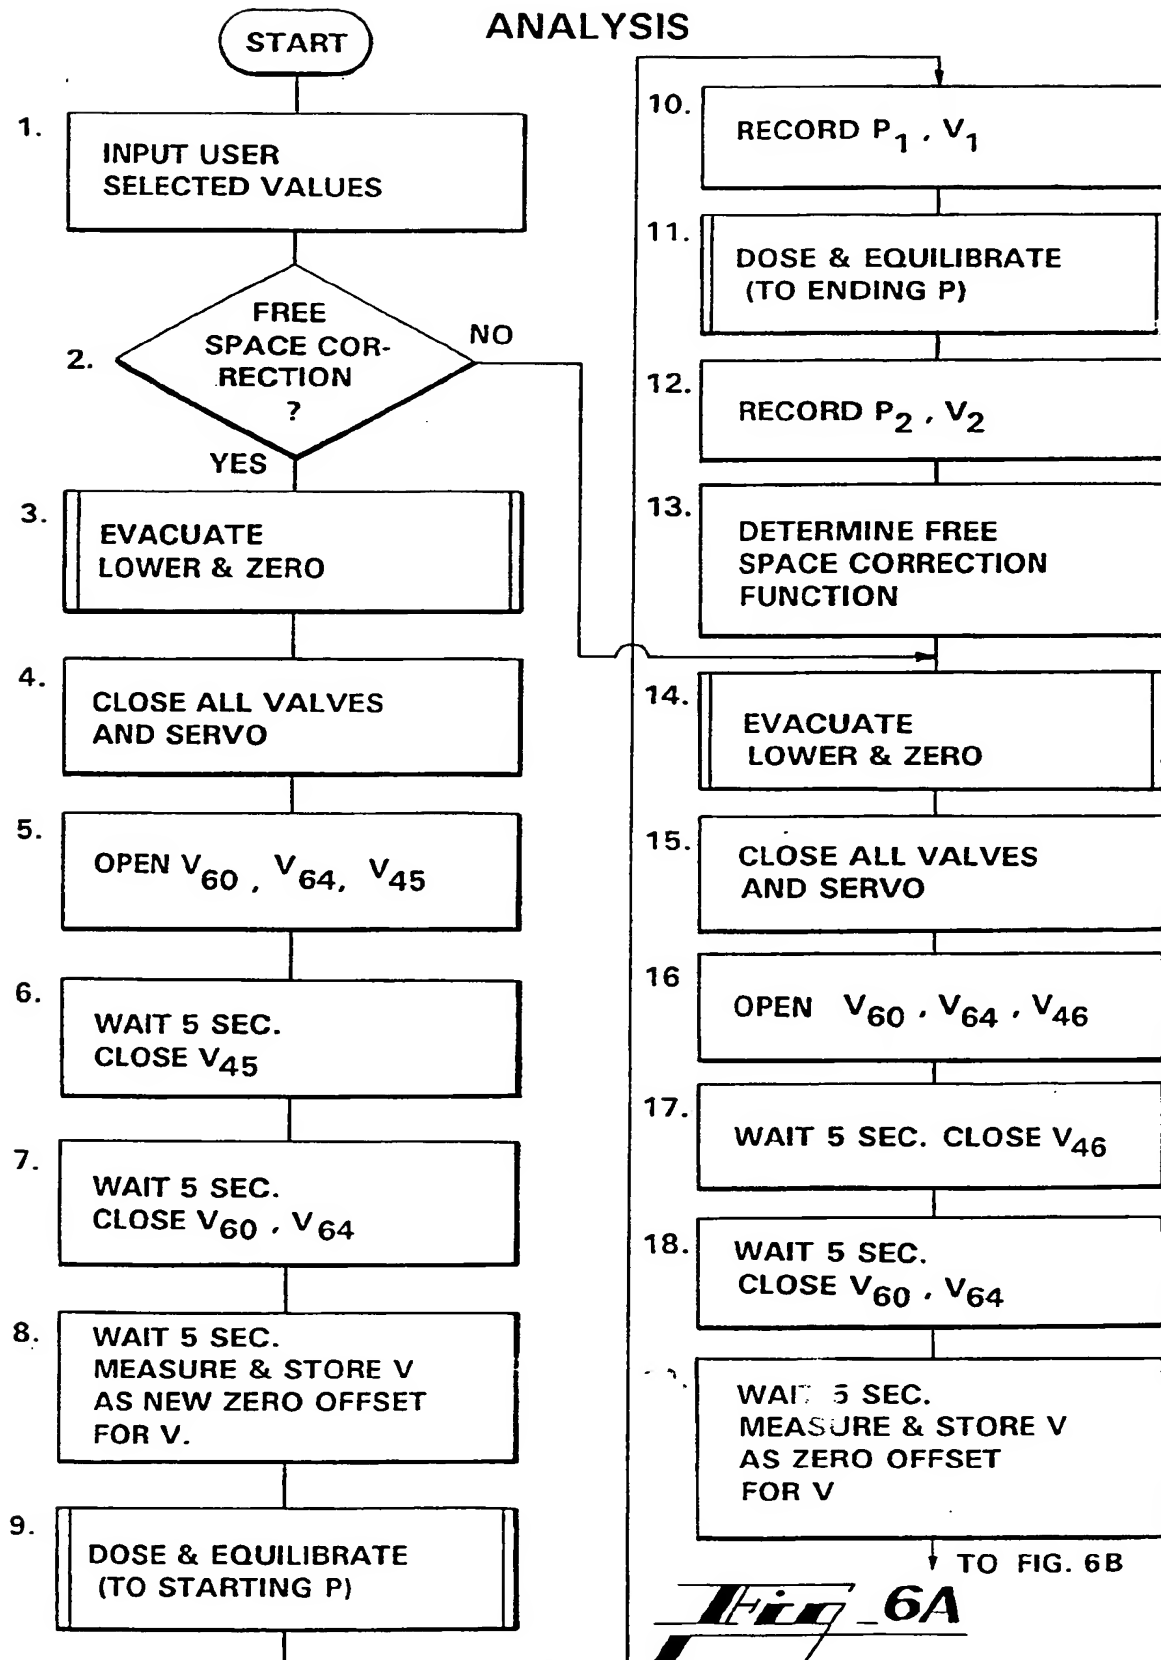 ANALYSIS
START
1.
INPUT USER
SELECTED VALUES
2.
FREE
SPACE COR-
RECTION
?
NO
YES
3.
EVACUATE
LOWER & ZERO
4.
CLOSE ALL VALVES
AND SERVO
5.
OPEN V60 , V64, V45
6.
WAIT 5 SEC.
CLOSE V45
7.
WAIT 5 SEC.
CLOSE V60 , V64
8.
WAIT 5 SEC.
MEASURE & STORE V
AS NEW ZERO OFFSET
FOR V.
9.
DOSE & EQUILIBRATE
(TO STARTING P)
10.
RECORD P1 , V1
11.
DOSE & EQUILIBRATE
(TO ENDING P)
12.
RECORD P2 , V2
13.
DETERMINE FREE
SPACE CORRECTION
FUNCTION
14.
EVACUATE
LOWER & ZERO
15.
CLOSE ALL VALVES
AND SERVO
16
OPEN V60 , V64 , V46
17.
WAIT 5 SEC. CLOSE V46
18.
WAIT 5 SEC.
CLOSE V60 , V64
WAIT 5 SEC.
MEASURE & STORE V
AS ZERO OFFSET
FOR V
TO FIG. 6B
Fig_6A